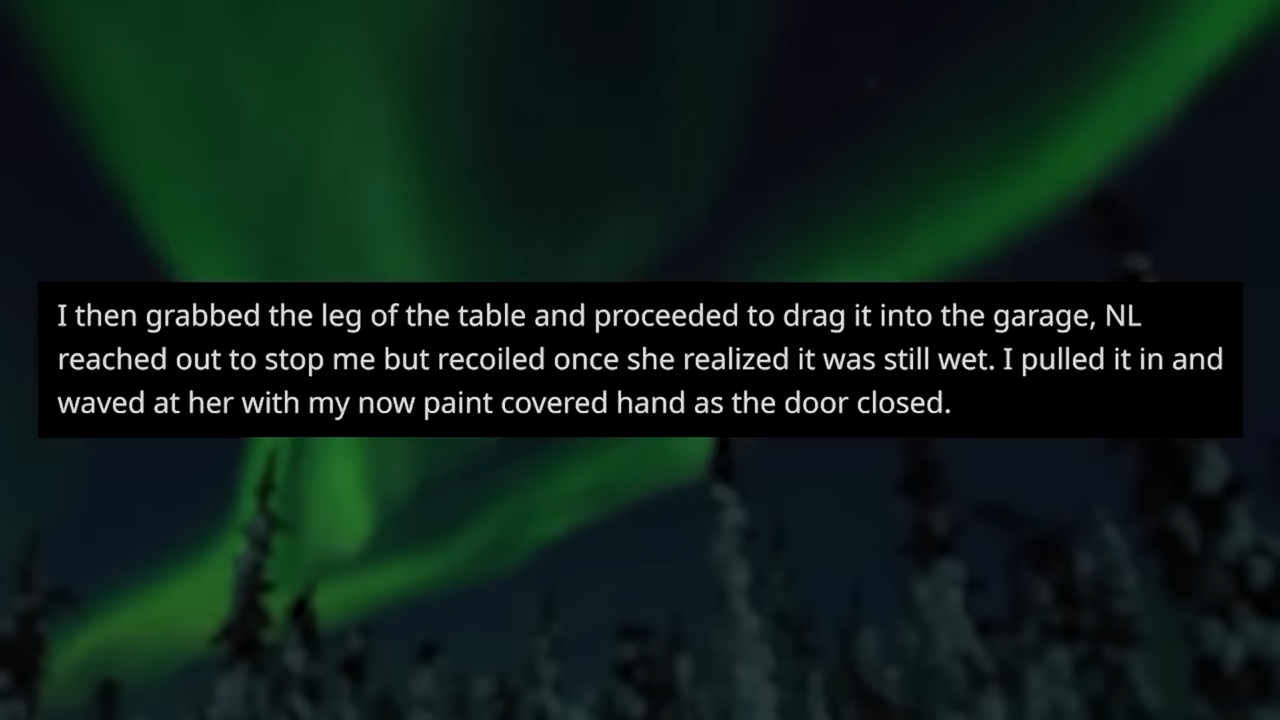 I then grabbed the leg of the table and proceeded to drag it into the garage, NL
reached out to stop me but recoiled once she realized it was still wet. I pulled it in and
waved at her with my now paint covered hand as the door closed.